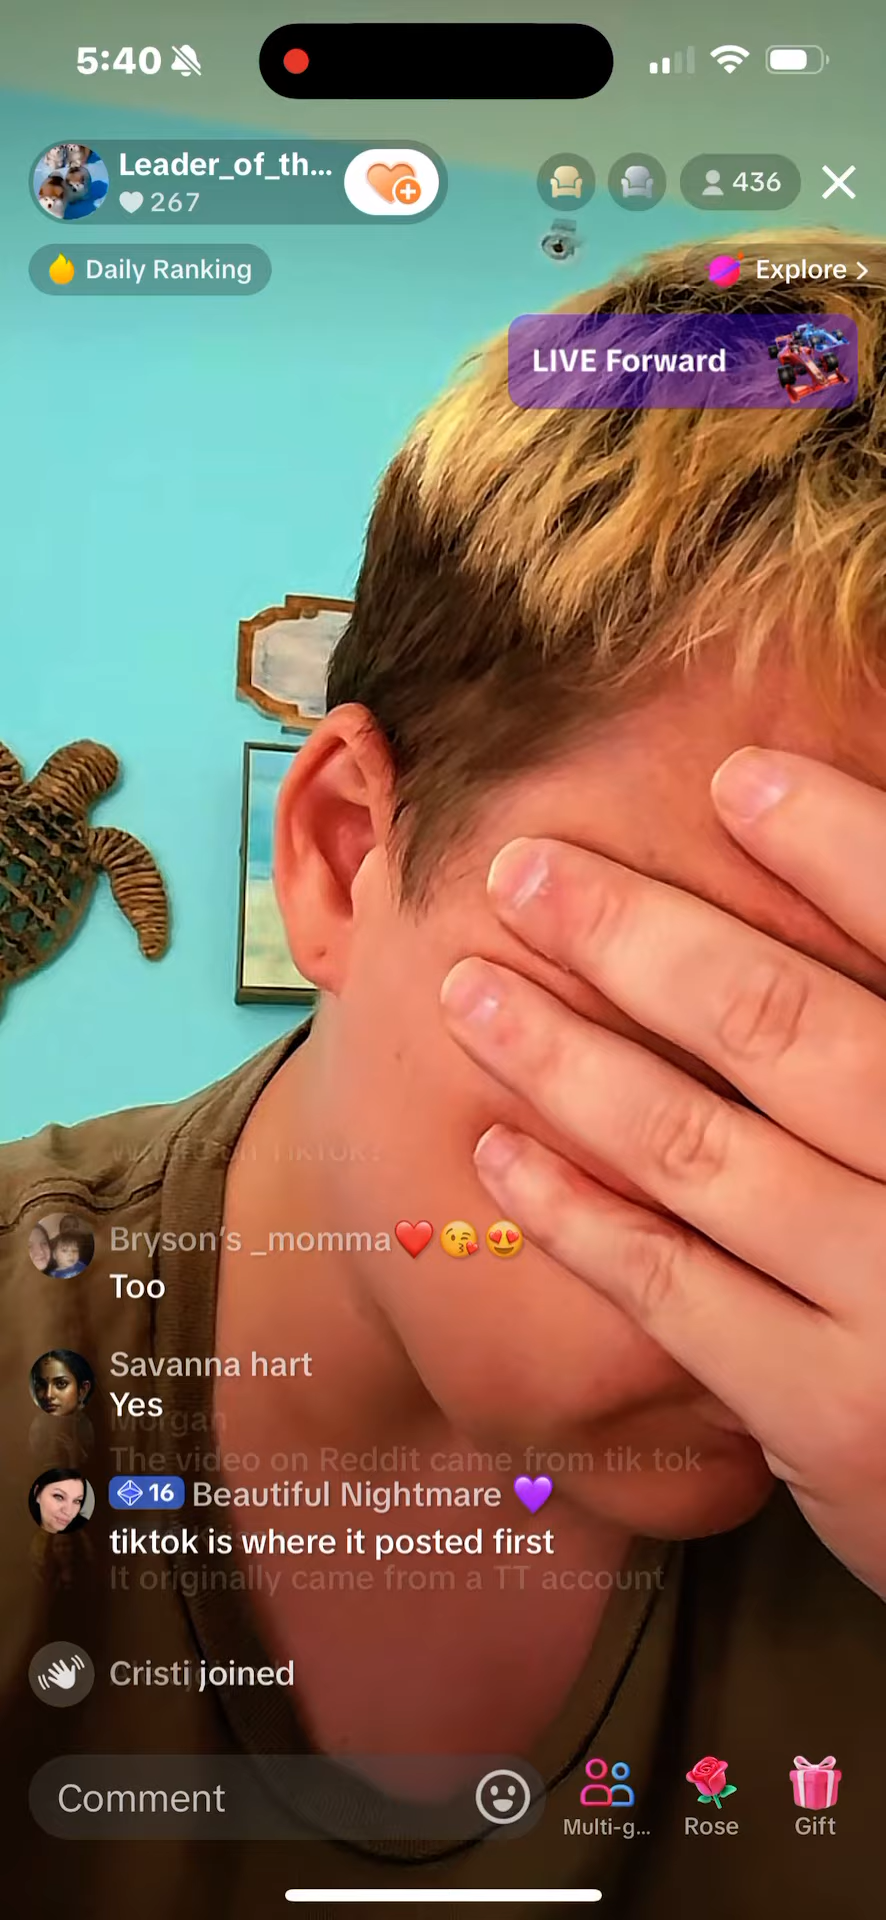 5:40
Leader_of_th...
267
436
Daily Ranking
Explore >
LIVE Forward
Bryson's _momma❤️😘😍
Too
Savanna hart
Yes
Morgan
The video on Reddit came from tik tok
16 Beautiful Nightmare 💜
tiktok is where it posted first
It originally came from a TT account
Cristi joined
Comment
Multi-g...
Rose
Gift